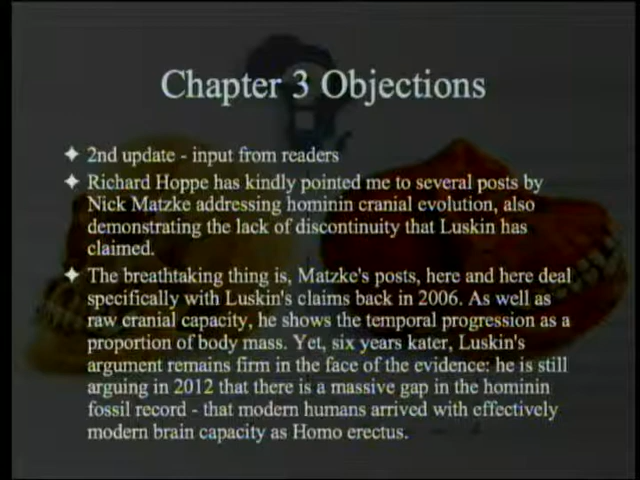 Chapter 3 Objections
2nd update - input from readers
Richard Hoppe has kindly pointed me to several posts by
Nick Matzke addressing hominin cranial evolution, also
demonstrating the lack of discontinuity that Luskin has
claimed.
The breathtaking thing is, Matzke's posts, here and here deal
specifically with Luskin's claims back in 2006. As well as
raw cranial capacity, he shows the temporal progression as a
proportion of body mass. Yet, six years kater, Luskin's
argument remains firm in the face of the evidence: he is still
arguing in 2012 that there is a massive gap in the hominin
fossil record - that modern humans arrived with effectively
modern brain capacity as Homo erectus.